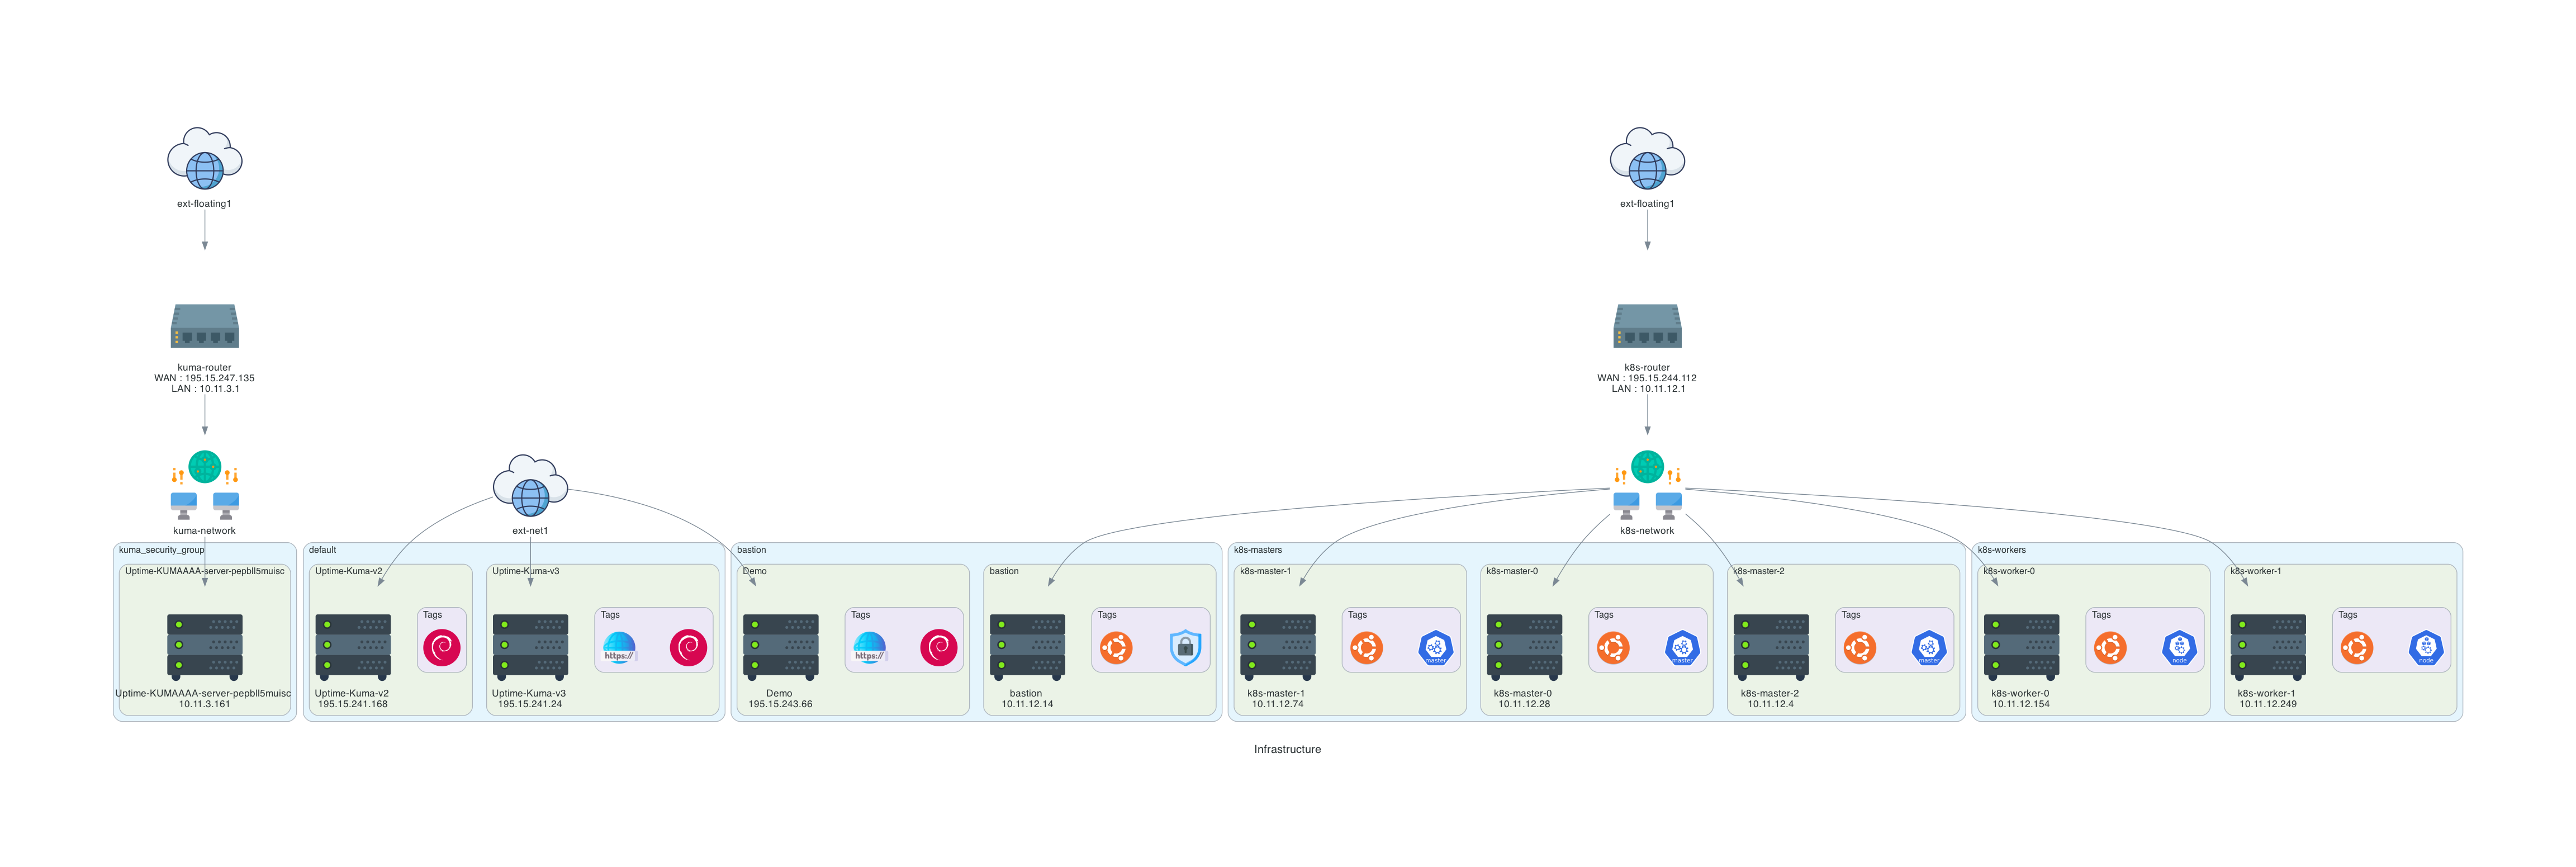 ext-floating1
ext-floating1
kuma-router
WAN : 195.15.247.135
LAN : 10.11.3.1
k8s-router
WAN : 195.15.244.112
LAN : 10.11.12.1
kuma-network
ext-net1
k8s-network
kuma_security_group
Uptime-KUMAAAA-server-pepbll5muisc
Uptime-KUMAAAA-server-pepbll5muisc
10.11.3.161
default
Uptime-Kuma-v2
Tags
Uptime-Kuma-v2
195.15.241.168
Uptime-Kuma-v3
Tags
https://
Uptime-Kuma-v3
195.15.241.24
bastion
Demo
Tags
https://
Demo
195.15.243.66
bastion
Tags
bastion
10.11.12.14
k8s-masters
k8s-master-1
Tags
master
k8s-master-1
10.11.12.74
k8s-master-0
Tags
master
k8s-master-0
10.11.12.28
k8s-master-2
Tags
master
k8s-master-2
10.11.12.4
k8s-workers
k8s-worker-0
Tags
node
k8s-worker-0
10.11.12.154
k8s-worker-1
Tags
node
k8s-worker-1
10.11.12.249
Infrastructure